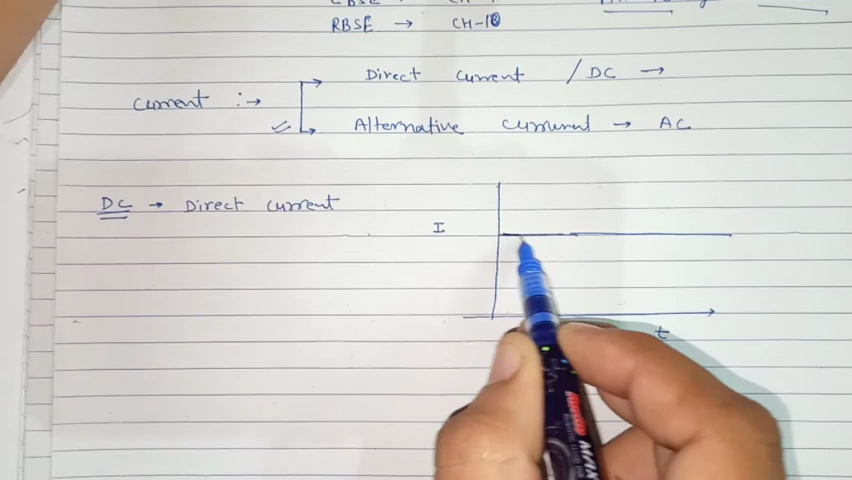 RBSE → CH-10
Direct current / DC →
Current :→
Alternative current → AC
DC → Direct current
I
t